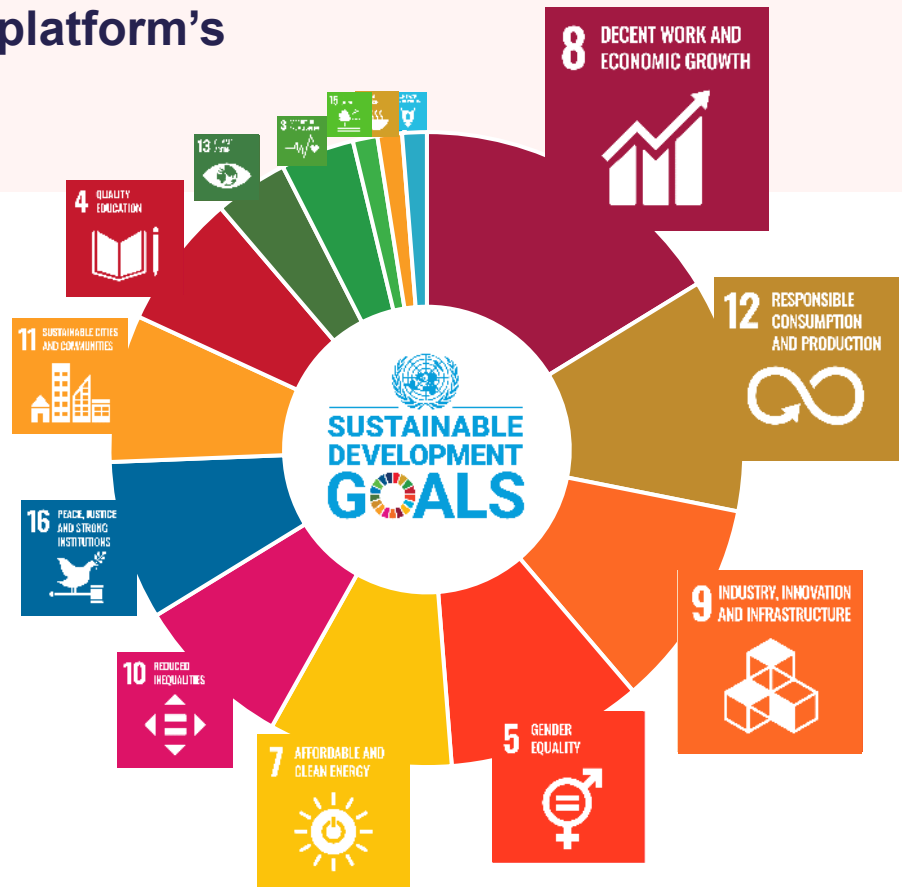 platform's
8 DECENT WORK AND
ECONOMIC GROWTH
12 RESPONSIBLE
CONSUMPTION
AND PRODUCTION
9 INDUSTRY, INNOVATION
AND INFRASTRUCTURE
5 GENDER
EQUALITY
7 AFFORDABLE AND
CLEAN ENERGY
10 REDUCED
INEQUALITIES
16 PEACE, JUSTICE
AND STRONG
INSTITUTIONS
11 SUSTAINABLE CITIES
AND COMMUNITIES
4 QUALITY
EDUCATION
13
3
15
SUSTAINABLE
DEVELOPMENT
GOALS